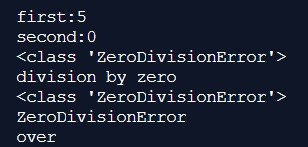 first:5
second:0
<class 'ZeroDivisionError'>
division by zero
<class 'ZeroDivisionError'>
ZeroDivisionError
over